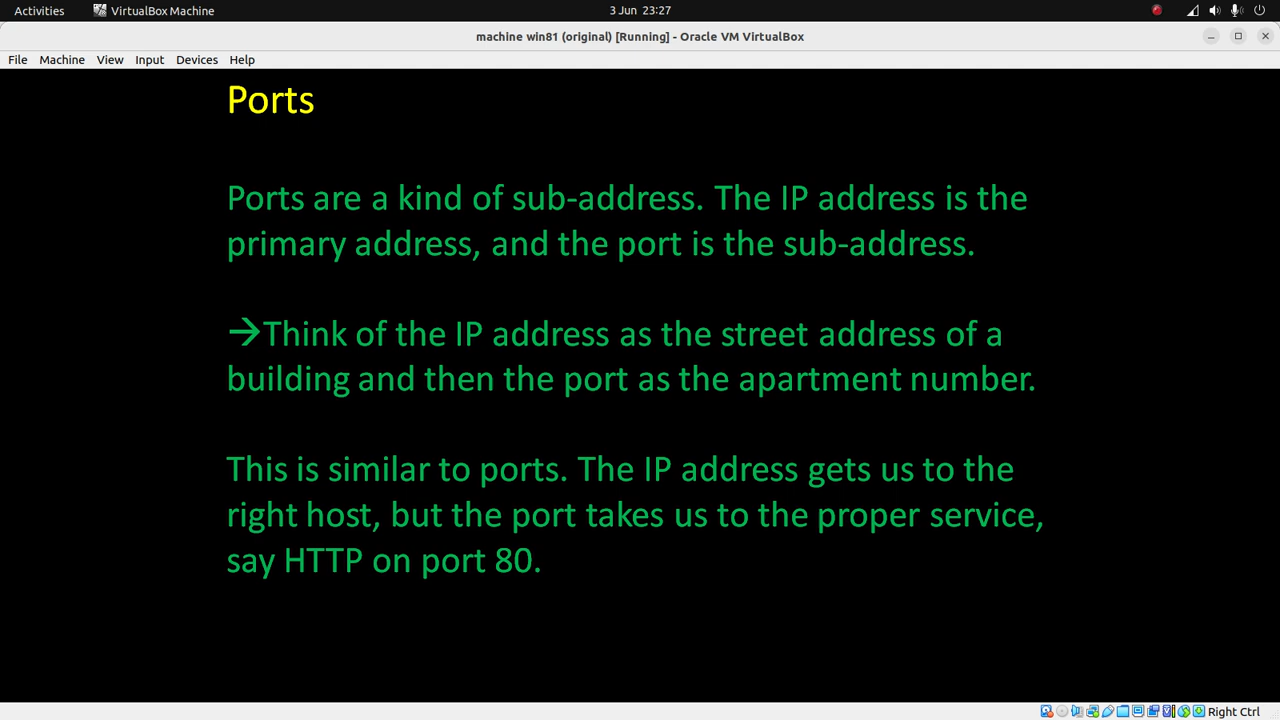 Activities VirtualBox Machine 3 Jun 23:27
machine win81 (original) [Running] - Oracle VM VirtualBox
File Machine View Input Devices Help
Ports
Ports are a kind of sub-address. The IP address is the
primary address, and the port is the sub-address.
→Think of the IP address as the street address of a
building and then the port as the apartment number.
This is similar to ports. The IP address gets us to the
right host, but the port takes us to the proper service,
say HTTP on port 80.
Right Ctrl